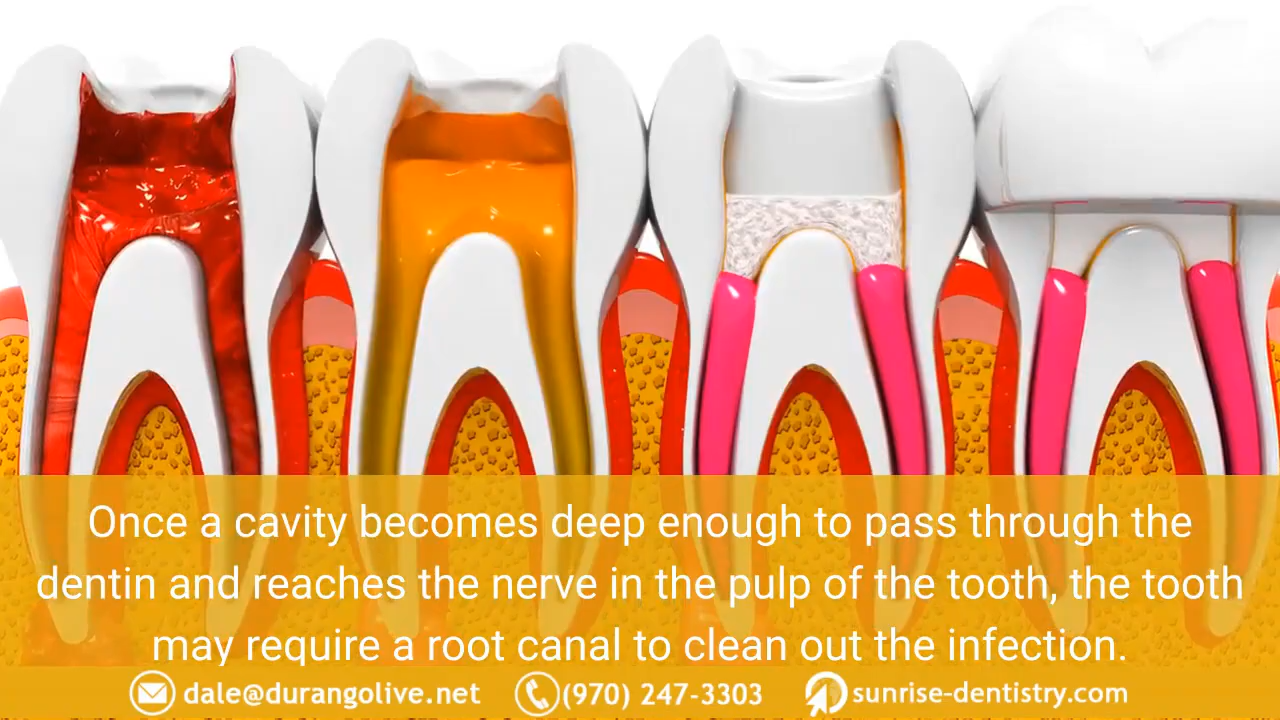 Once a cavity becomes deep enough to pass through the
dentin and reaches the nerve in the pulp of the tooth, the tooth
may require a root canal to clean out the infection.
dale@durangolive.net (970) 247-3303 sunrise-dentistry.com